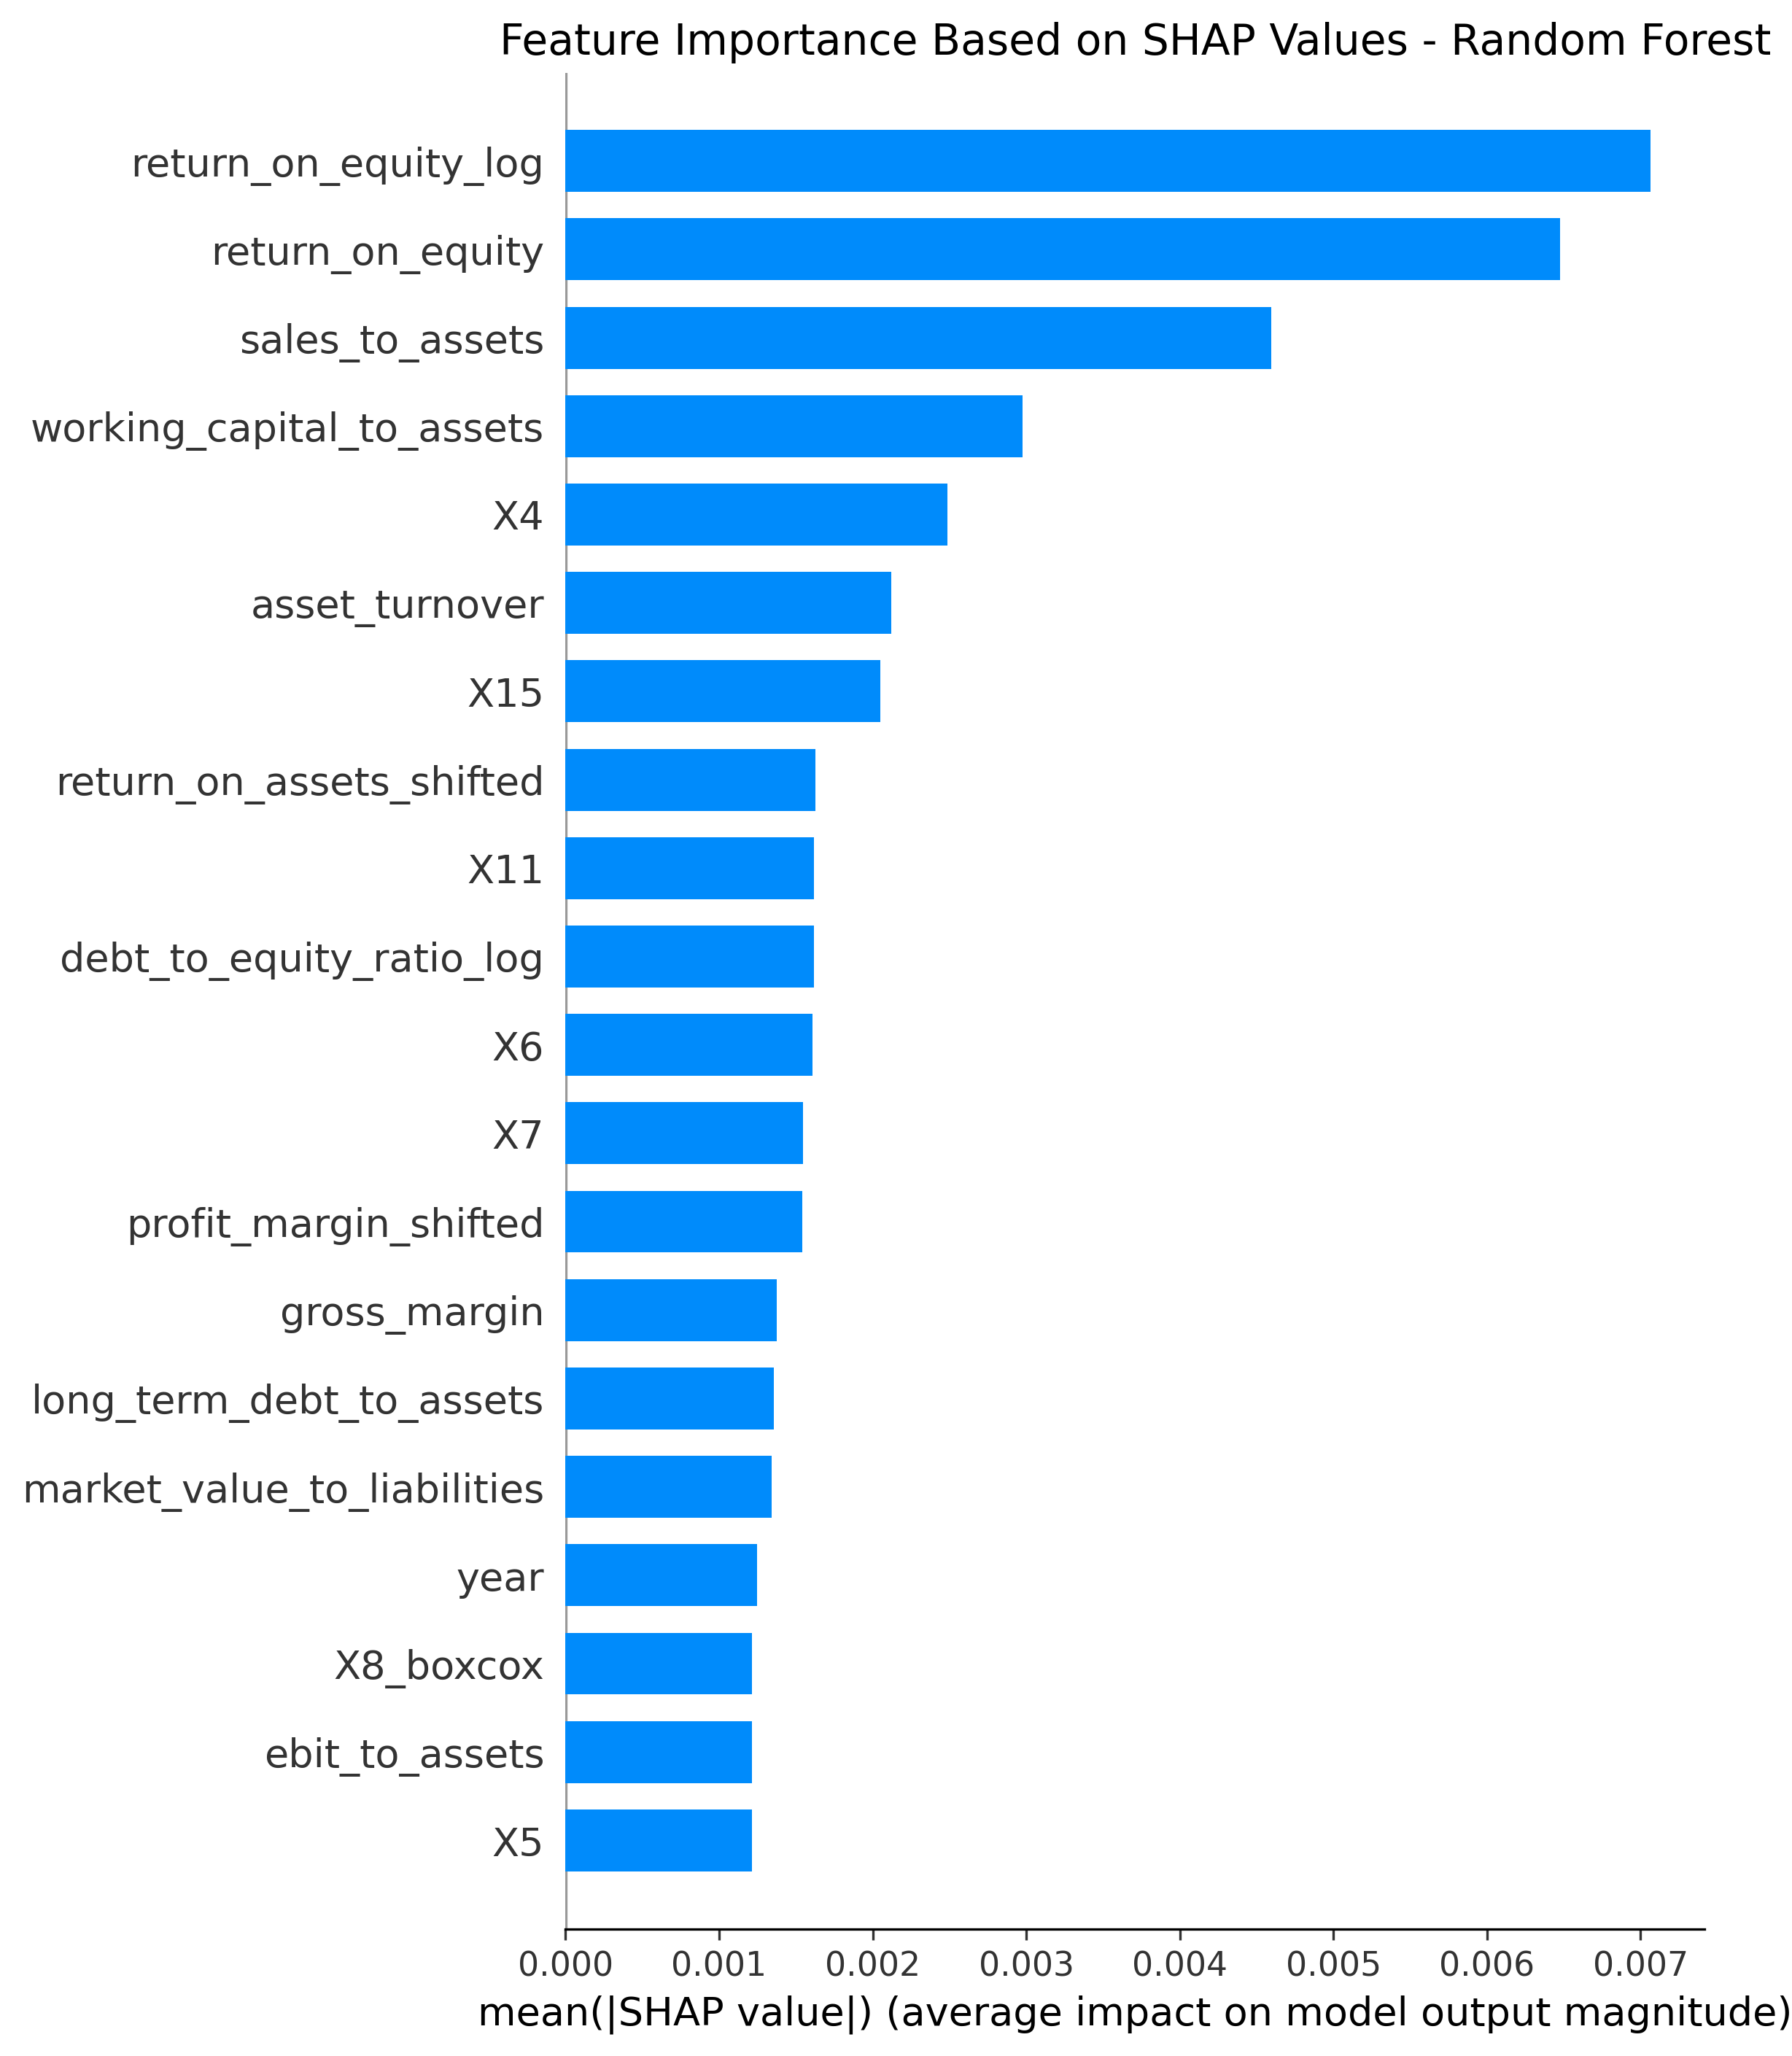 Feature Importance Based on SHAP Values - Random Forest
return_on_equity_log
return_on_equity
sales_to_assets
working_capital_to_assets
X4
asset_turnover
X15
return_on_assets_shifted
X11
debt_to_equity_ratio_log
X6
X7
profit_margin_shifted
gross_margin
long_term_debt_to_assets
market_value_to_liabilities
year
X8_boxcox
ebit_to_assets
X5
0.000 0.001 0.002 0.003 0.004 0.005 0.006 0.007
mean(|SHAP value|) (average impact on model output magnitude)